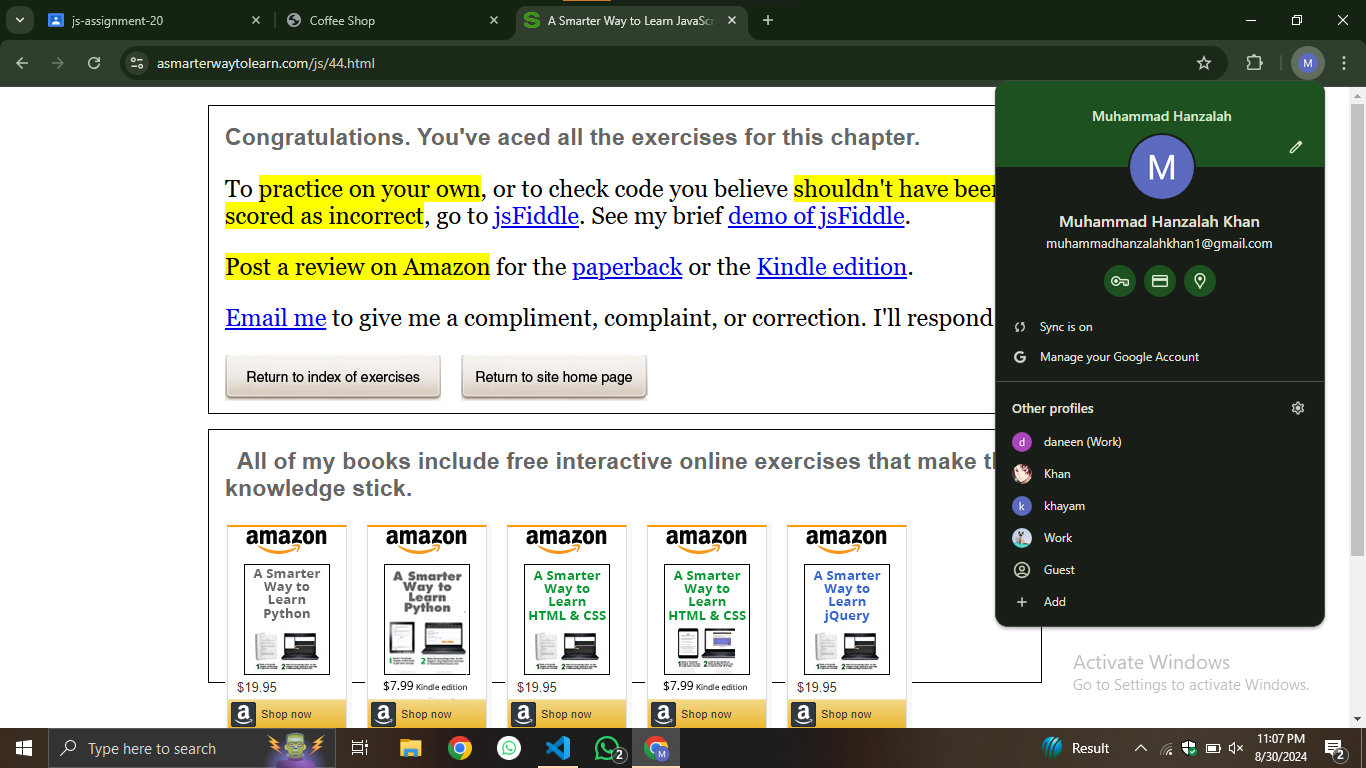 js-assignment-20
Coffee Shop
A Smarter Way to Learn JavaScr
asmarterwaytolearn.com/js/44.html
M
Congratulations. You've aced all the exercises for this chapter.
To practice on your own, or to check code you believe shouldn't have been
scored as incorrect, go to jsFiddle. See my brief demo of jsFiddle.
Post a review on Amazon for the paperback or the Kindle edition.
Email me to give me a compliment, complaint, or correction. I'll respond
Return to index of exercises
Return to site home page
All of my books include free interactive online exercises that make th
knowledge stick.
amazon
A Smarter
Way to
Learn
Python
$19.95
Shop now
amazon
A Smarter
Way to
Learn
Python
$7.99 Kindle edition
Shop now
amazon
A Smarter
Way to
Learn
HTML & CSS
$19.95
Shop now
amazon
A Smarter
Way to
Learn
HTML & CSS
$7.99 Kindle edition
Shop now
amazon
A Smarter
Way to
Learn
jQuery
$19.95
Shop now
Muhammad Hanzalah
M
Muhammad Hanzalah Khan
muhammadhanzalahkhan1@gmail.com
Sync is on
G Manage your Google Account
Other profiles
d daneen (Work)
Khan
k khayam
Work
Guest
Add
Activate Windows
Go to Settings to activate Windows.
Type here to search
2
M
Result
11:07 PM
8/30/2024
2